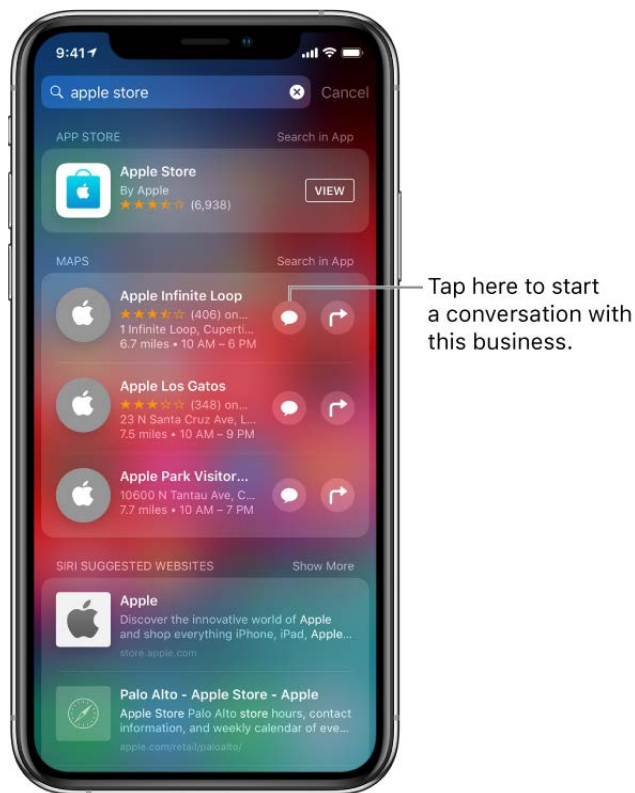 9:41
apple store
Cancel
APP STORE
Search in App
Apple Store
By Apple
(6,938)
VIEW
MAPS
Search in App
Apple Infinite Loop
(406) on...
1 Infinite Loop, Cuperti...
6.7 miles • 10 AM – 6 PM
Tap here to start
a conversation with
this business.
Apple Los Gatos
(348) on...
23 N Santa Cruz Ave, L...
7.5 miles • 10 AM – 9 PM
Apple Park Visitor...
10600 N Tantau Ave, C...
7.7 miles • 10 AM – 7 PM
SIRI SUGGESTED WEBSITES
Show More
Apple
Discover the innovative world of Apple
and shop everything iPhone, iPad, Apple...
store.apple.com
Palo Alto - Apple Store - Apple
Apple Store Palo Alto store hours, contact
information, and weekly calendar of eve...
apple.com/retail/paloalto/